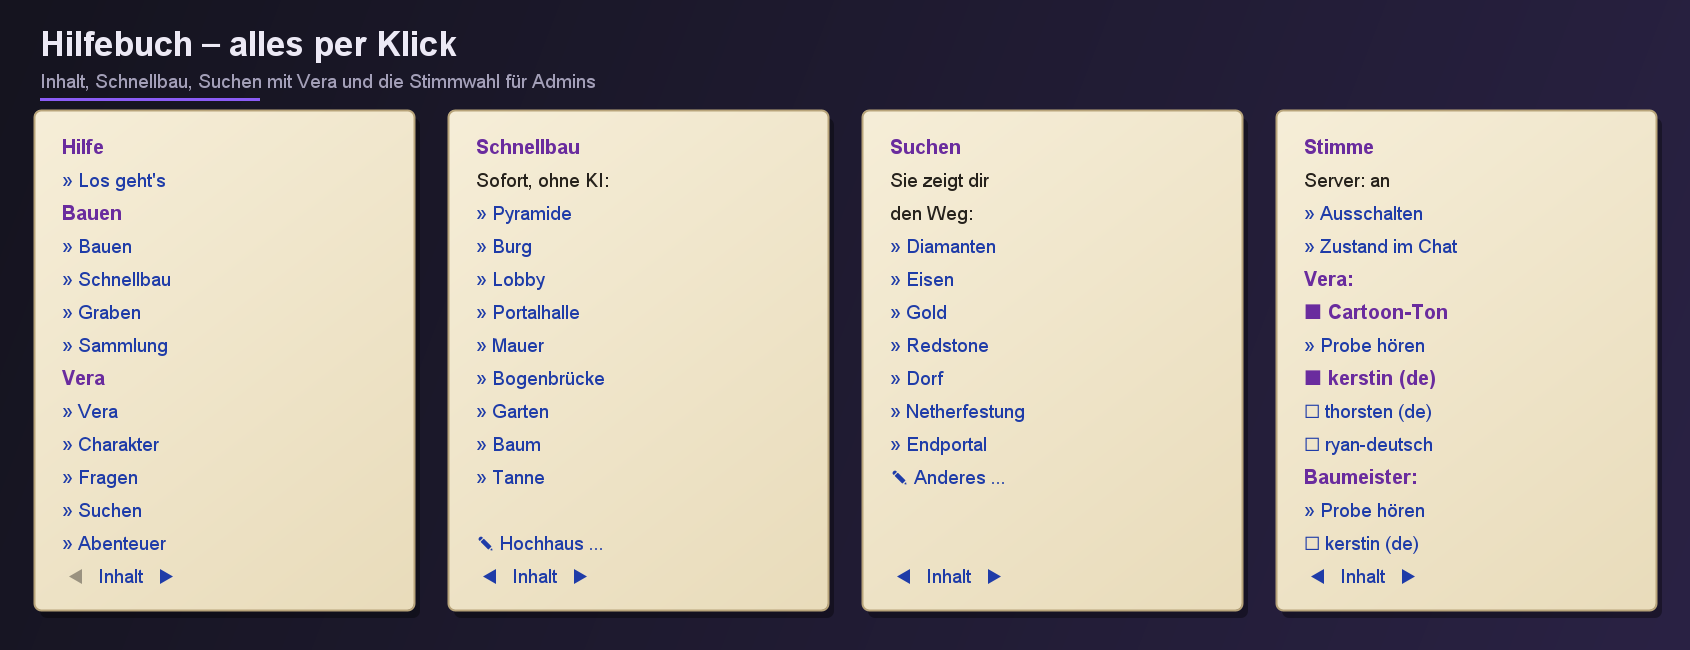 Hilfebuch – alles per Klick
Inhalt, Schnellbau, Suchen mit Vera und die Stimmwahl für Admins
Hilfe
» Los geht's
Bauen
» Bauen
» Schnellbau
» Graben
» Sammlung
Vera
» Vera
» Charakter
» Fragen
» Suchen
» Abenteuer
◀ Inhalt ▶
Schnellbau
Sofort, ohne KI:
» Pyramide
» Burg
» Lobby
» Portalhalle
» Mauer
» Bogenbrücke
» Garten
» Baum
» Tanne
✎ Hochhaus ...
◀ Inhalt ▶
Suchen
Sie zeigt dir
den Weg:
» Diamanten
» Eisen
» Gold
» Redstone
» Dorf
» Netherfestung
» Endportal
✎ Anderes ...
◀ Inhalt ▶
Stimme
Server: an
» Ausschalten
» Zustand im Chat
Vera:
■ Cartoon-Ton
» Probe hören
■ kerstin (de)
☐ thorsten (de)
☐ ryan-deutsch
Baumeister:
» Probe hören
☐ kerstin (de)
◀ Inhalt ▶